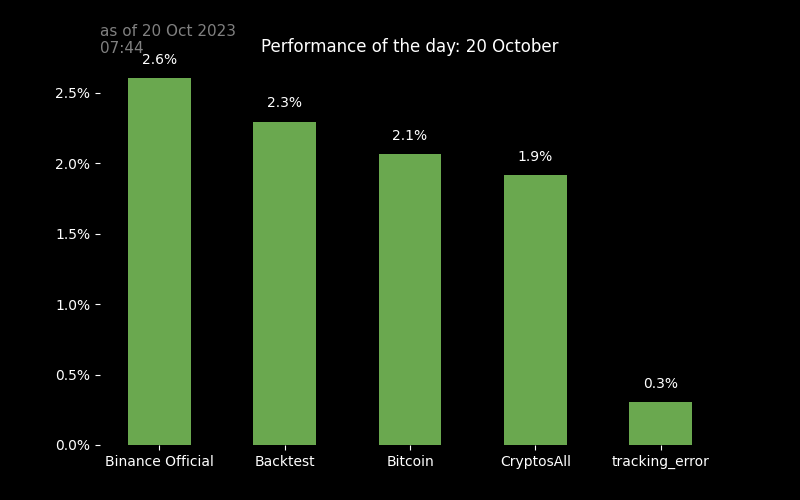 as of 20 Oct 2023
07:44
Performance of the day: 20 October
2.6%
2.3%
2.1%
1.9%
0.3%
2.5%
2.0%
1.5%
1.0%
0.5%
0.0%
Binance Official
Backtest
Bitcoin
CryptosAll
tracking_error